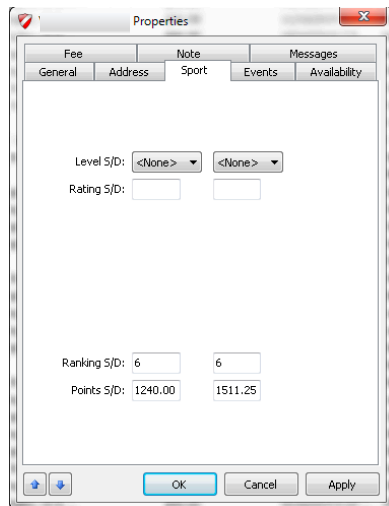 Properties
Fee Note Messages
General Address Sport Events Availability
Level S/D: <None> <None>
Rating S/D:
Ranking S/D: 6 6
Points S/D: 1240.00 1511.25
OK Cancel Apply